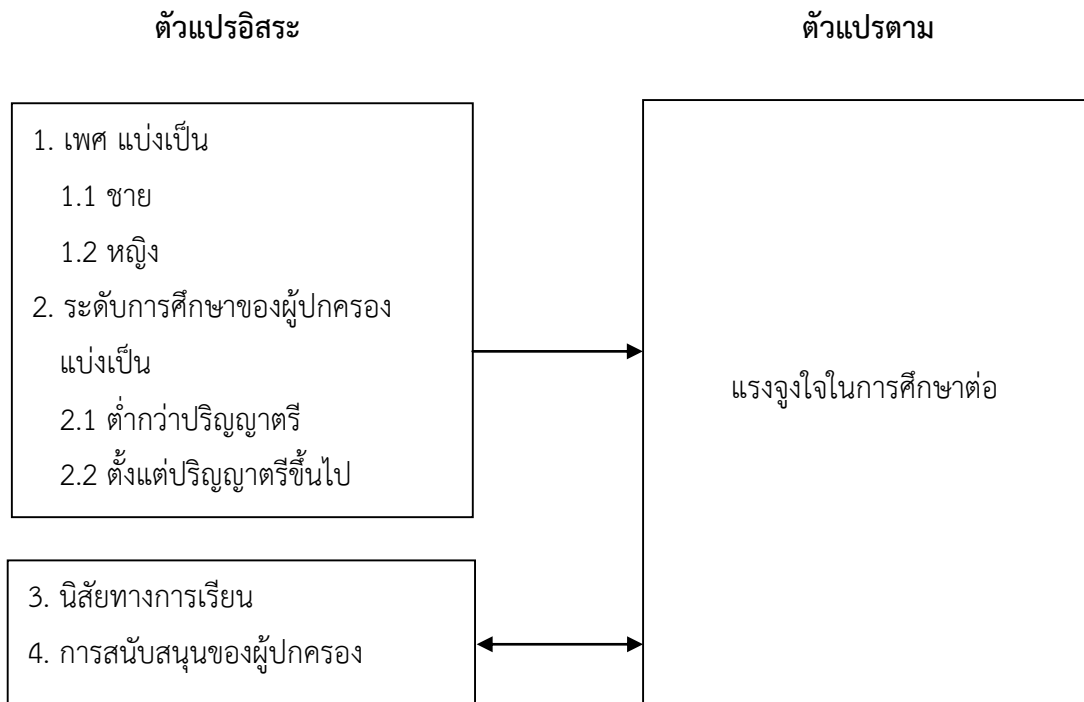 ตัวแปรอิสระ
ตัวแปรตาม
1. เพศ แบ่งเป็น
1.1 ชาย
1.2 หญิง
2. ระดับการศึกษาของผู้ปกครอง
แบ่งเป็น
2.1 ต่ำกว่าปริญญาตรี
2.2 ตั้งแต่ปริญญาตรีขึ้นไป
3. นิสัยทางการเรียน
4. การสนับสนุนของผู้ปกครอง
แรงจูงใจในการศึกษาต่อ